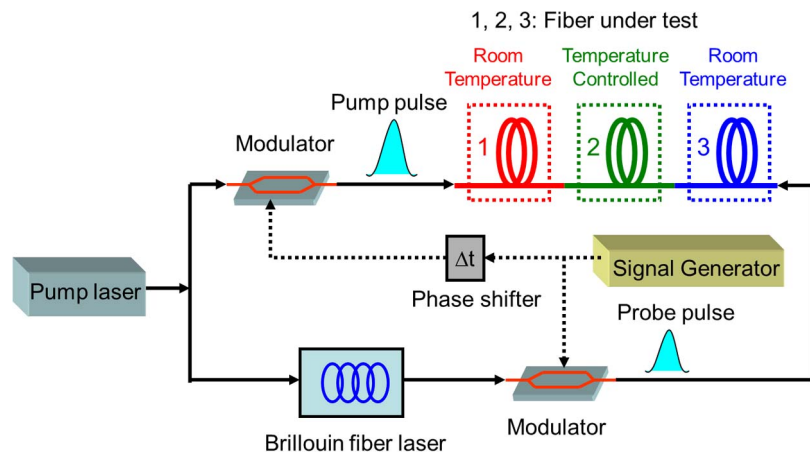 1, 2, 3: Fiber under test
Room
Temperature
Temperature
Controlled
Room
Temperature
Pump pulse
Modulator
1
2
3
Δt
Phase shifter
Signal Generator
Pump laser
Probe pulse
Brillouin fiber laser
Modulator